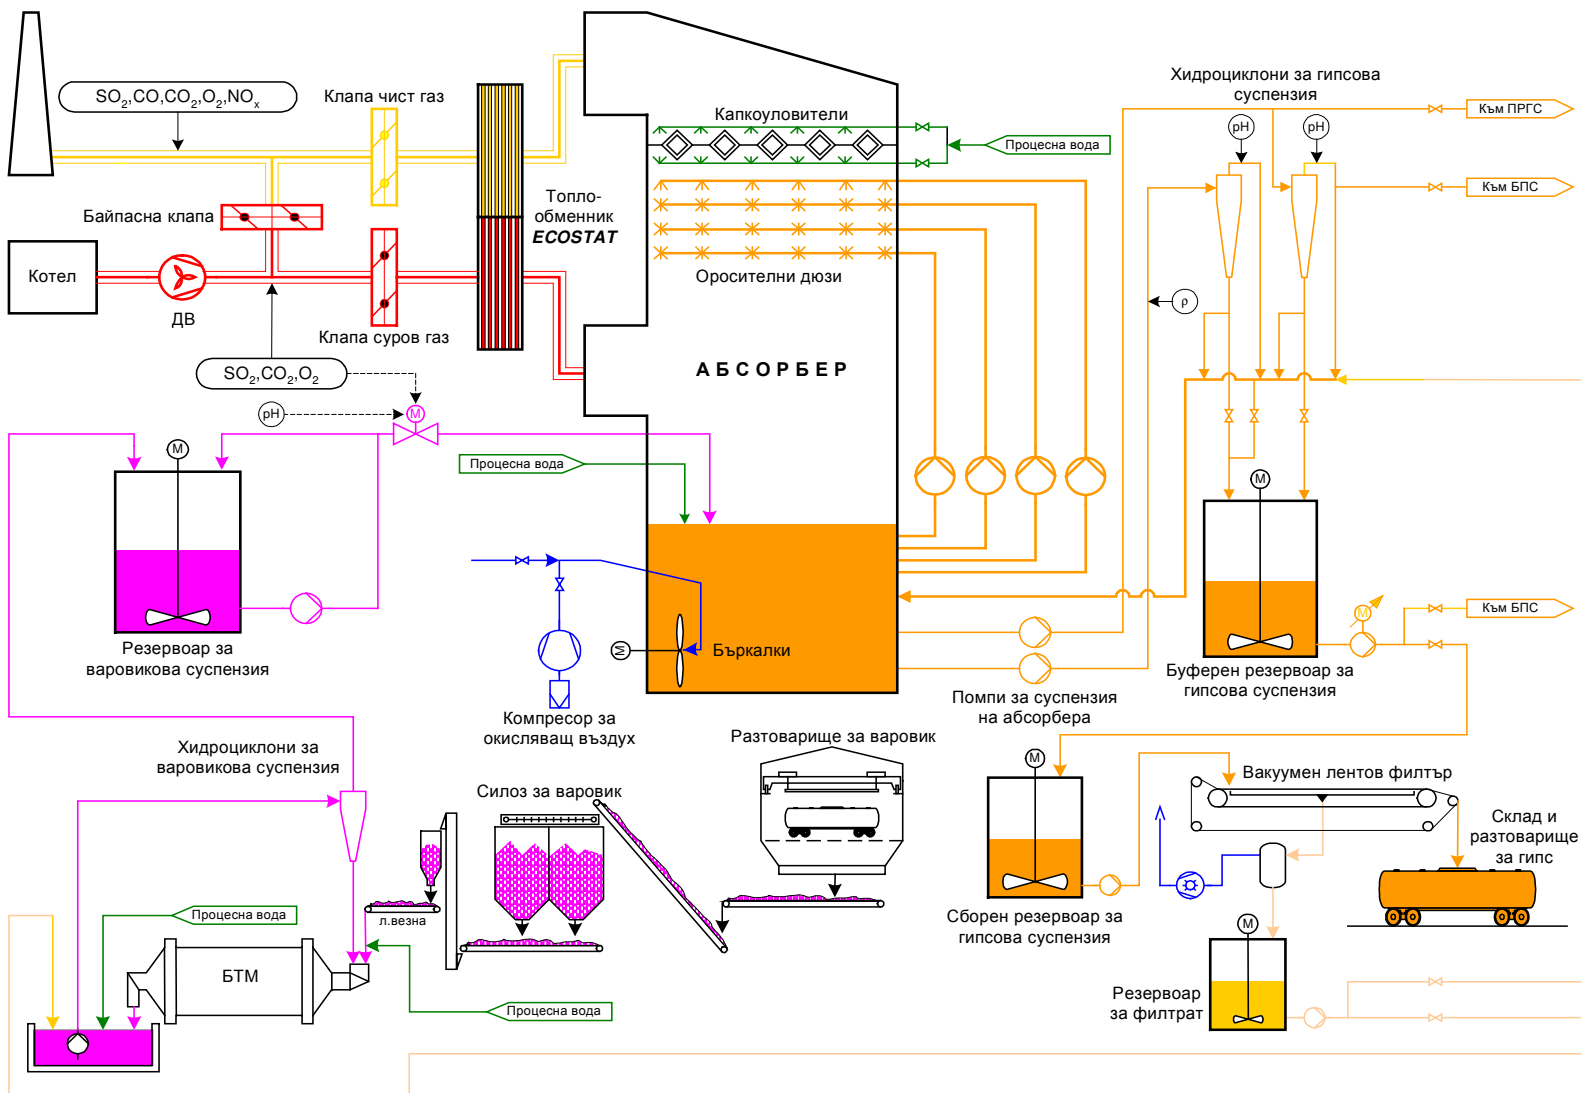 SO₂,CO,CO₂,O₂,NOₓ
Клапа чист газ
Капкоуловители
Процесна вода
Хидроциклони за гипсова
суспензия
Към ПРГС
pH
pH
Към БПС
Байпасна клапа
Топло-
обменник
ECOSTAT
Оросителни дюзи
Котел
ДВ
Клапа суров газ
ρ
SO₂,CO₂,O₂
АБСОРБЕР
pH
M
M
Процесна вода
M
Резервоар за
варовикова суспензия
M
Бъркалки
Компресор за
окисляващ въздух
Помпи за суспензия
на абсорбера
M
Към БПС
Буферен резервоар за
гипсова суспензия
Хидроциклони за
варовикова суспензия
Силоз за варовик
Разтоварище за варовик
M
Вакуумен лентов филтър
Склад и
разтоварище
за гипс
л.везна
Процесна вода
БТМ
Процесна вода
Сборен резервоар за
гипсова суспензия
M
Резервоар
за филтрат